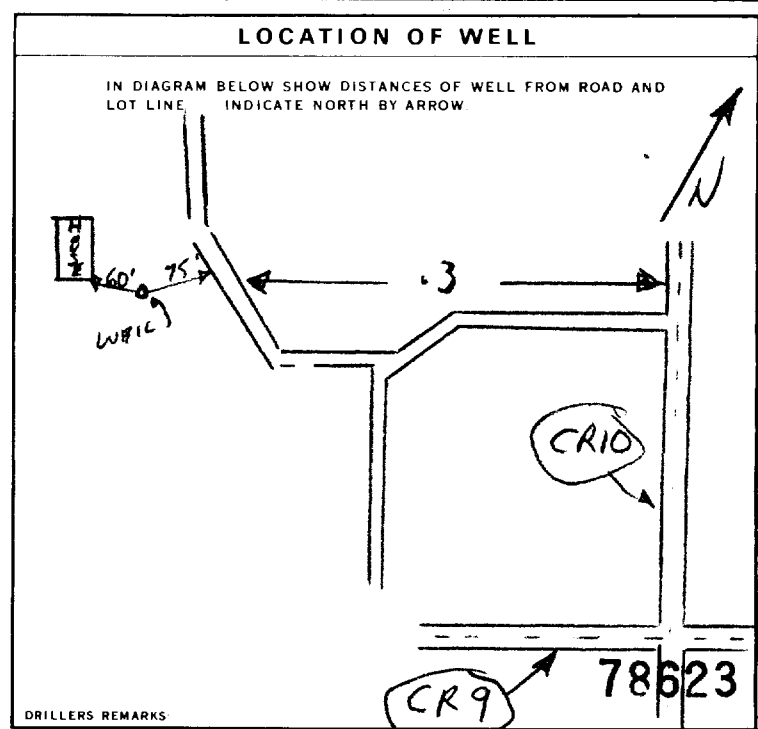 LOCATION OF WELL
IN DIAGRAM BELOW SHOW DISTANCES OF WELL FROM ROAD AND
LOT LINE INDICATE NORTH BY ARROW.
N
HOUSE
60' 75'
WELL
.3
CR10
CR9
78623
DRILLERS REMARKS